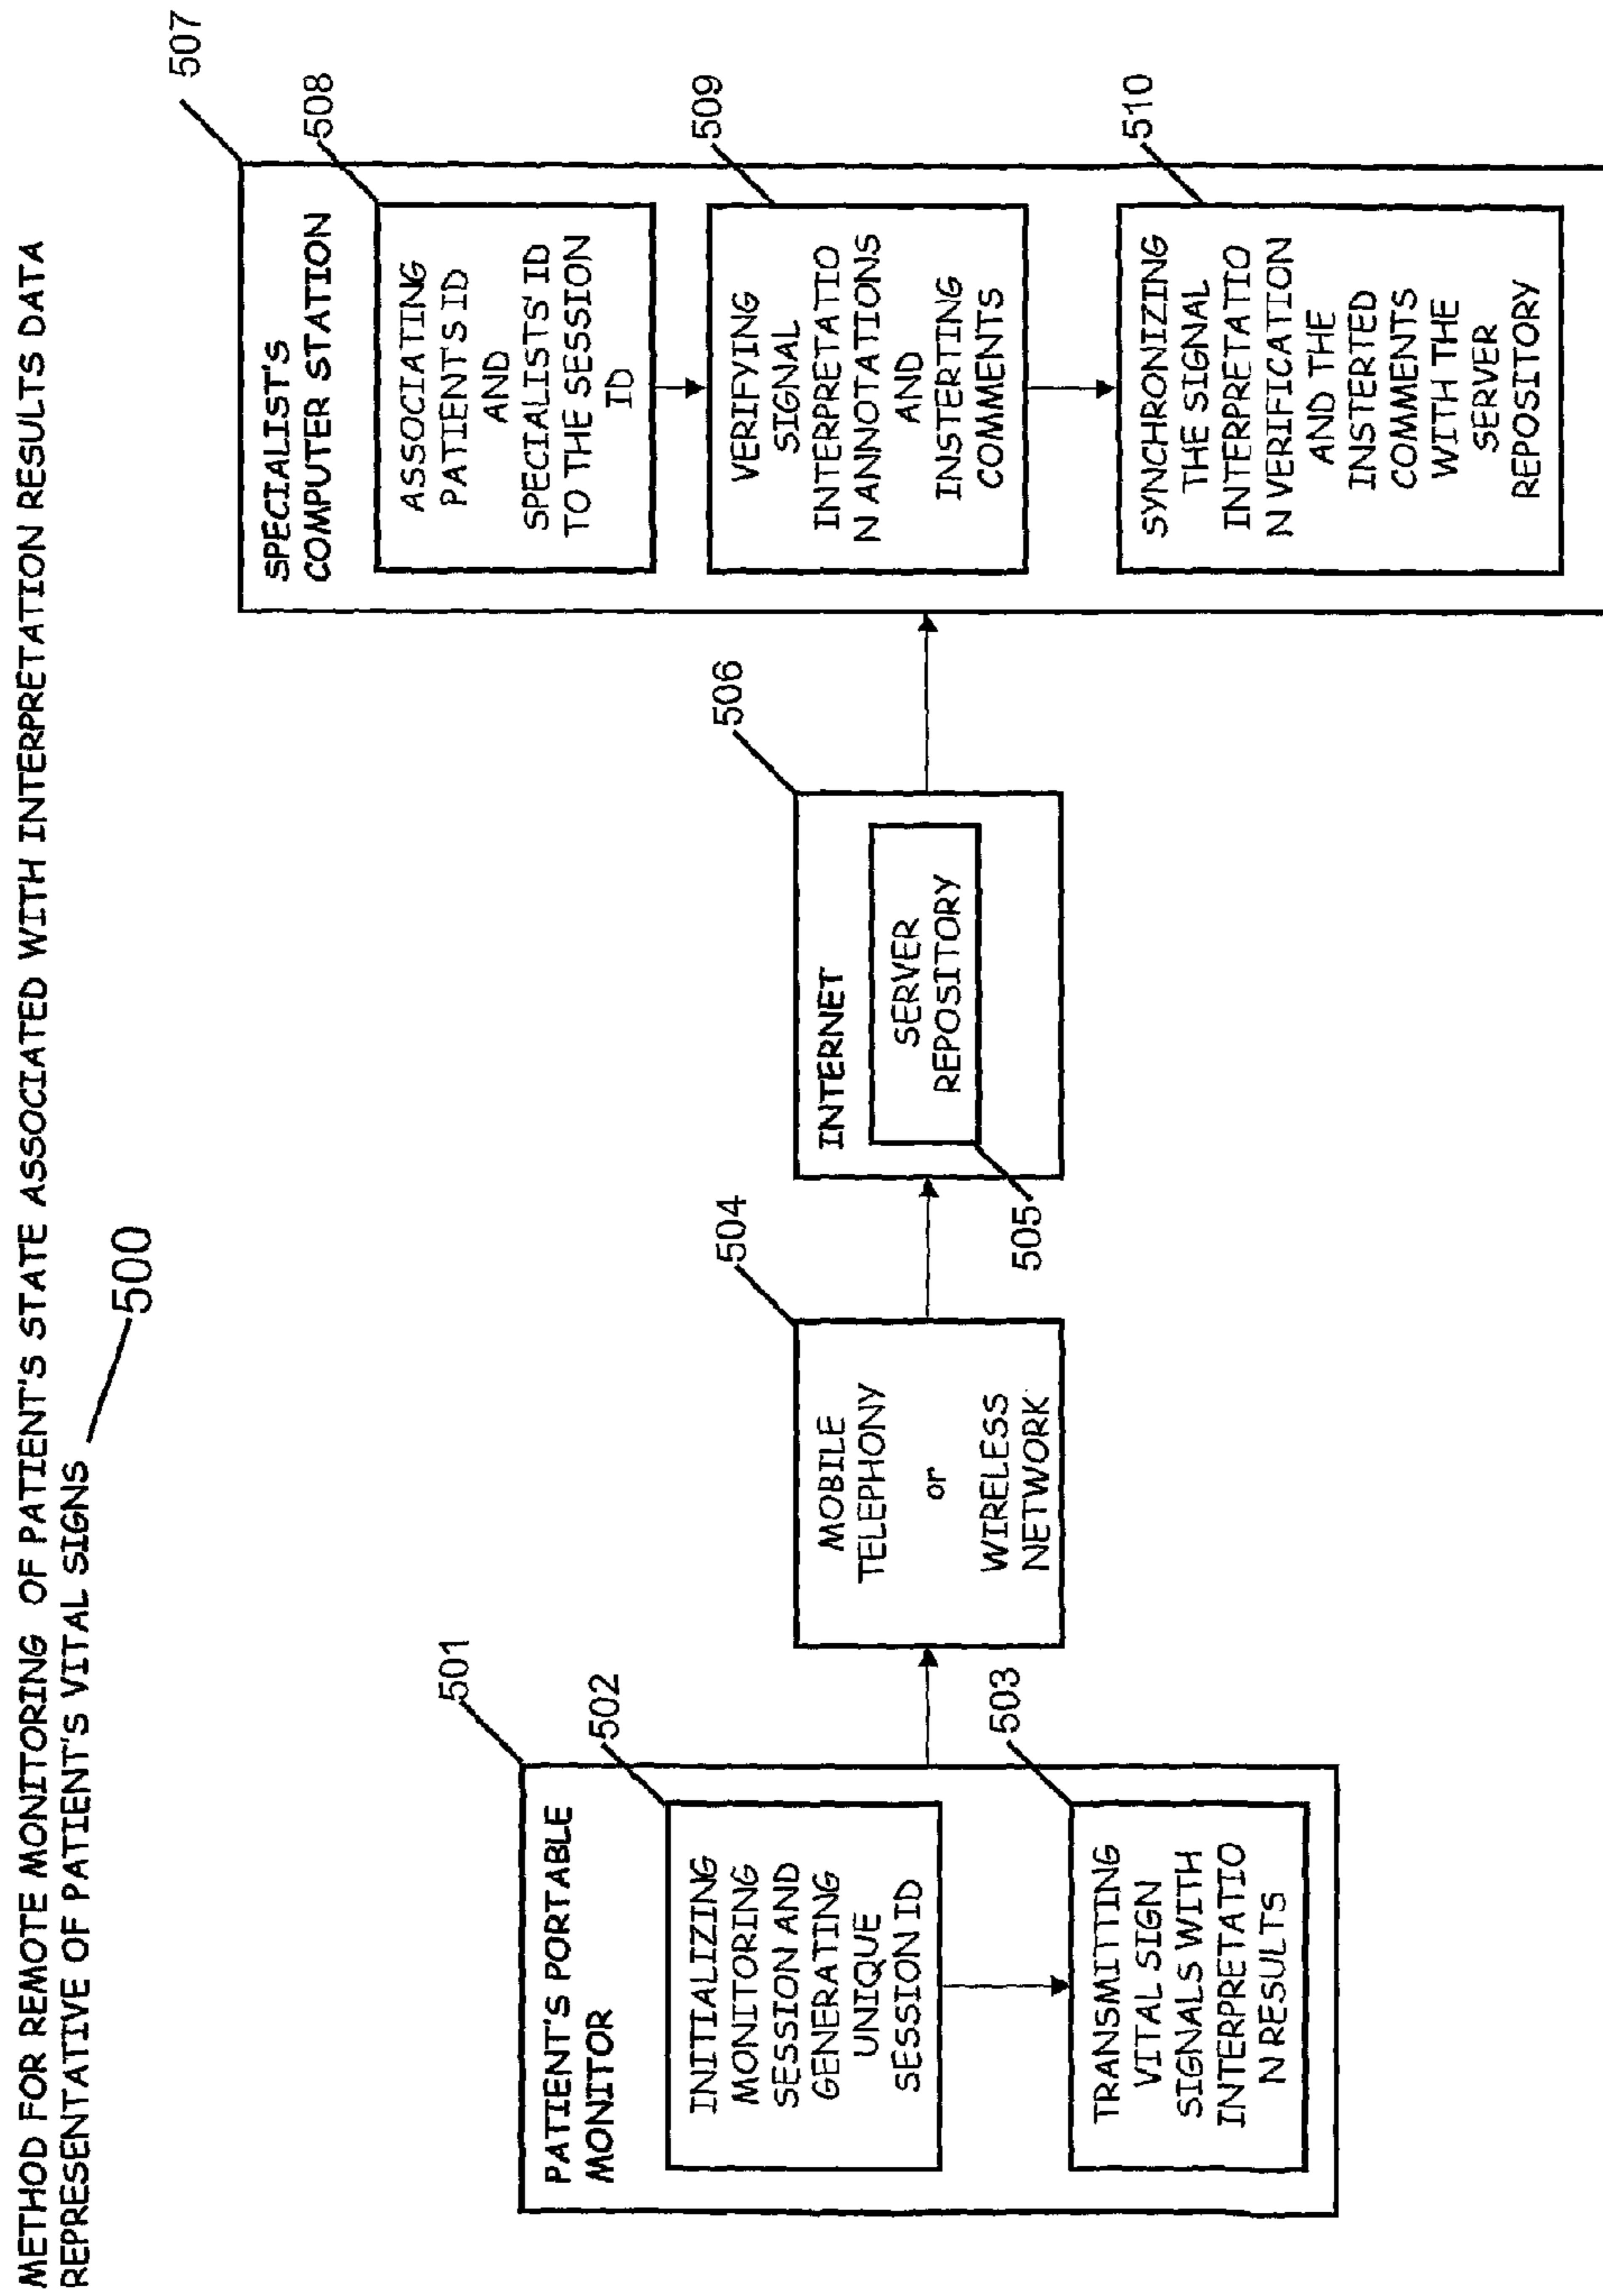 METHOD FOR REMOTE MONITORING OF PATIENT'S STATE ASSOCIATED WITH INTERPRETATION RESULTS DATA
REPRESENTATIVE OF PATIENT'S VITAL SIGNS
500
501
PATIENT'S PORTABLE
MONITOR
502
INITIALIZING
MONITORING
SESSION AND
GENERATING
UNIQUE
SESSION ID
503
TRANSMITTING
VITAL SIGN
SIGNALS WITH
INTERPRETATIO
N RESULTS
504
MOBILE
TELEPHONY
or
WIRELESS
NETWORK
506
INTERNET
SERVER
REPOSITORY
505
507
SPECIALIST'S
COMPUTER STATION
508
ASSOCIATING
PATIENT'S ID
AND
SPECIALISTS' ID
TO THE SESSION
ID
509
VERIFYING
SIGNAL
INTERPRETATIO
N ANNOTATIONS
AND
INSTERTING
COMMENTS
510
SYNCHRONIZING
THE SIGNAL
INTERPRETATIO
N VERIFICATION
AND THE
INSTERTED
COMMENTS
WITH THE
SERVER
REPOSITORY